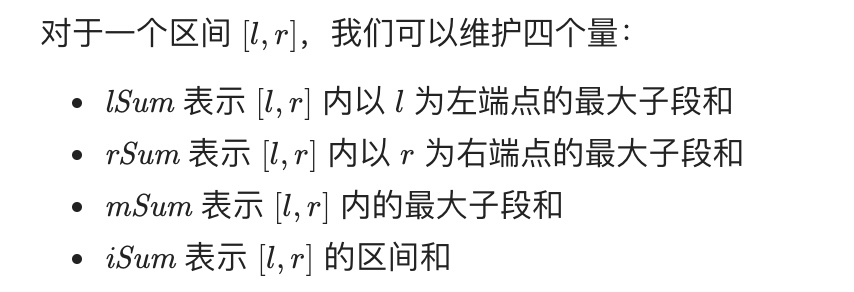 对于一个区间 [l, r]，我们可以维护四个量：
• lSum 表示 [l, r] 内以 l 为左端点的最大子段和
• rSum 表示 [l, r] 内以 r 为右端点的最大子段和
• mSum 表示 [l, r] 内的最大子段和
• iSum 表示 [l, r] 的区间和